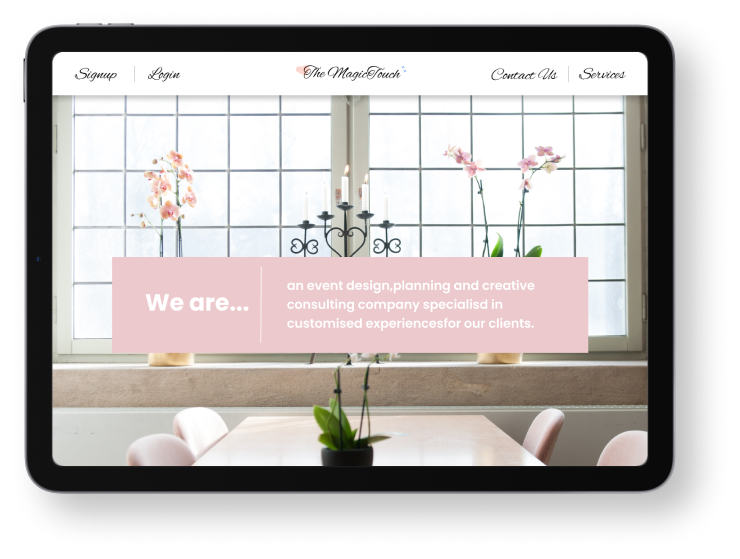 Signup
Login
The MagicTouch
Contact Us
Services
We are...
an event design,planning and creative
consulting company specialisd in
customised experiencesfor our clients.